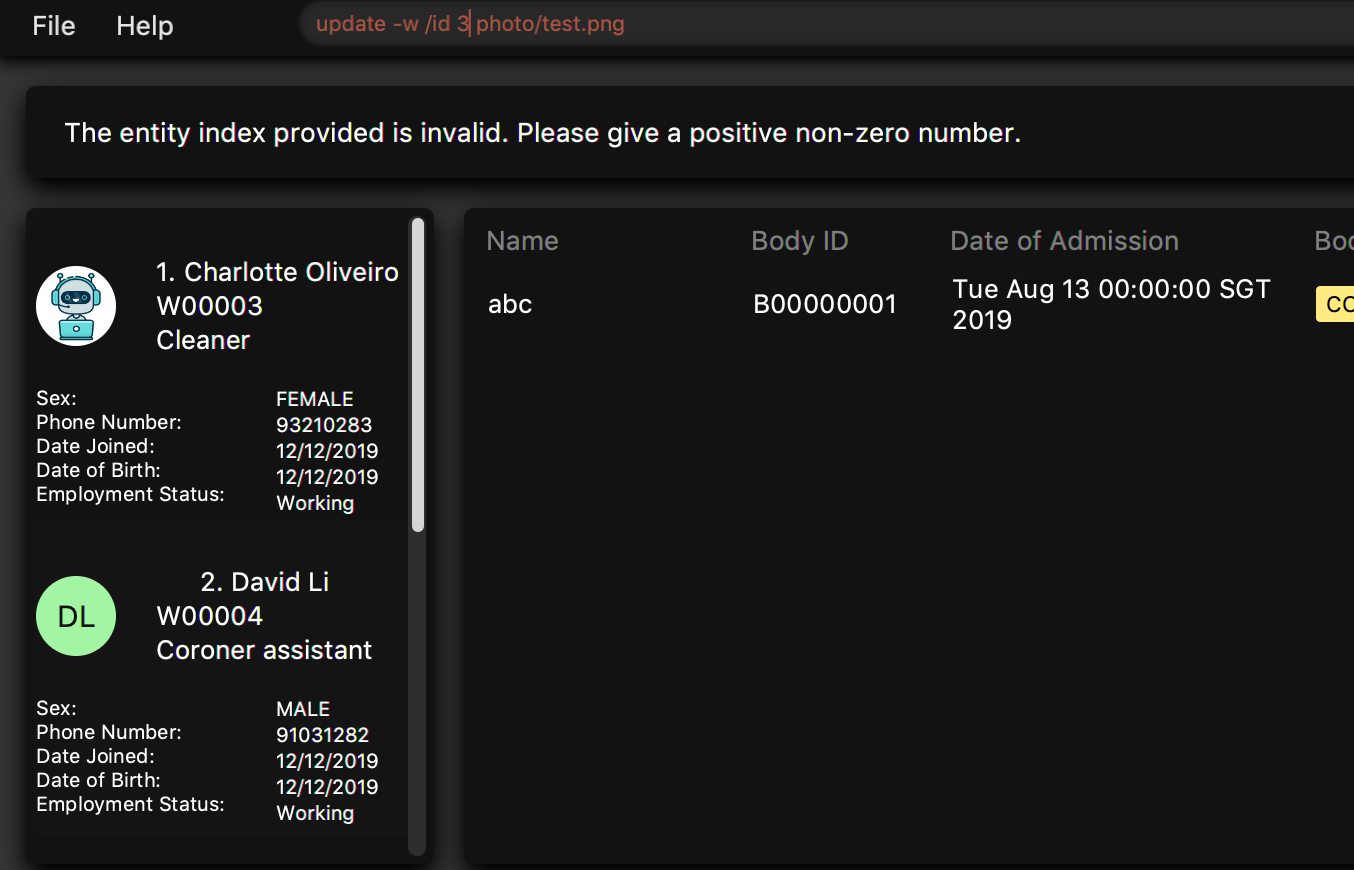 File Help
update -w /id 3 photo/test.png
The entity index provided is invalid. Please give a positive non-zero number.
1. Charlotte Oliveiro
W00003
Cleaner
Sex: FEMALE
Phone Number: 93210283
Date Joined: 12/12/2019
Date of Birth: 12/12/2019
Employment Status: Working
2. David Li
DL
W00004
Coroner assistant
Sex: MALE
Phone Number: 91031282
Date Joined: 12/12/2019
Date of Birth: 12/12/2019
Employment Status: Working
Name Body ID Date of Admission
abc B00000001 Tue Aug 13 00:00:00 SGT
2019